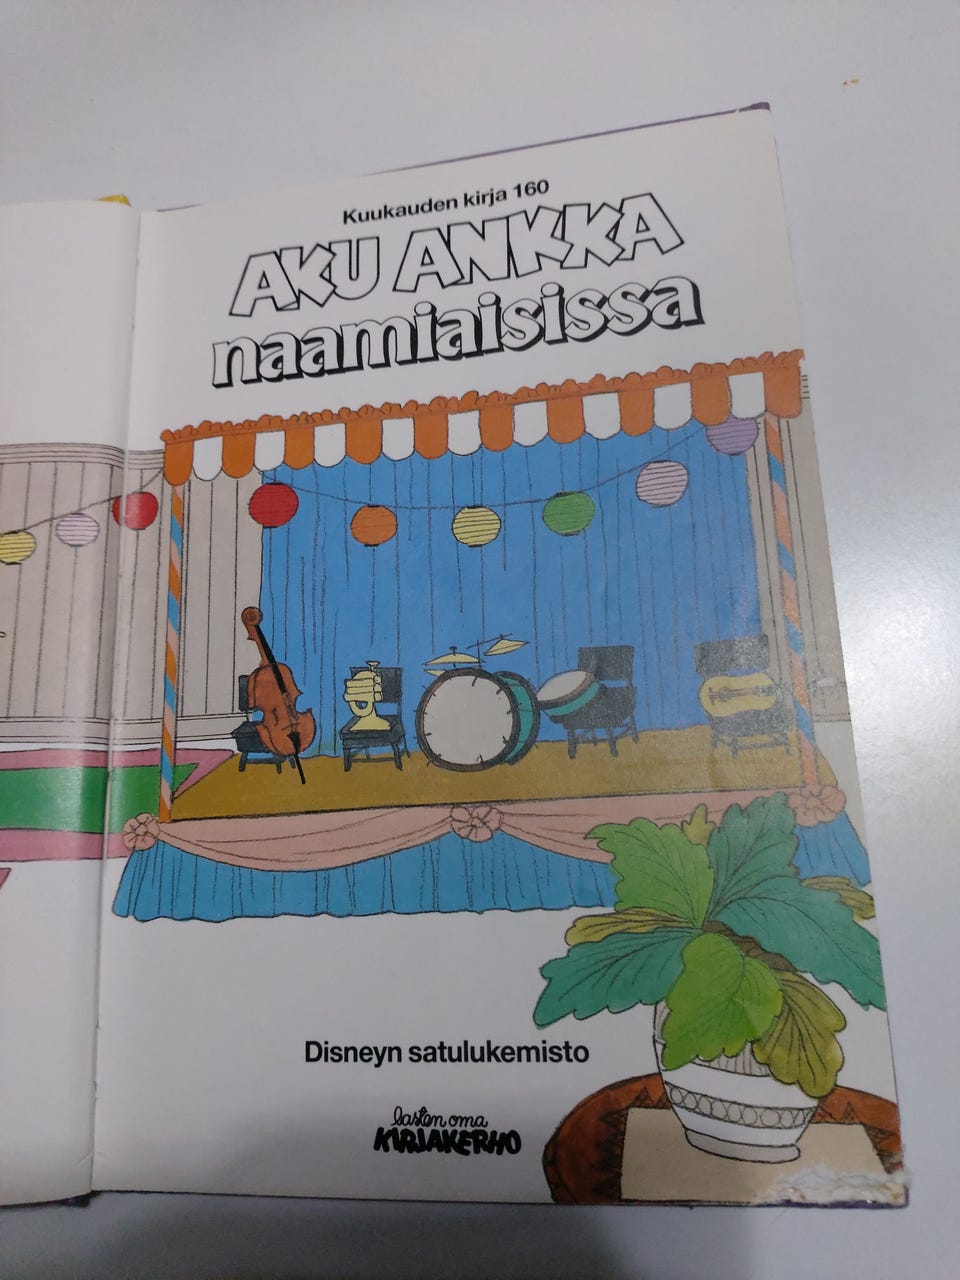 Kuukauden kirja 160
AKU ANKKA
naamiaisissa
Disneyn satulukemisto
lasten oma
KIRJAKERHO